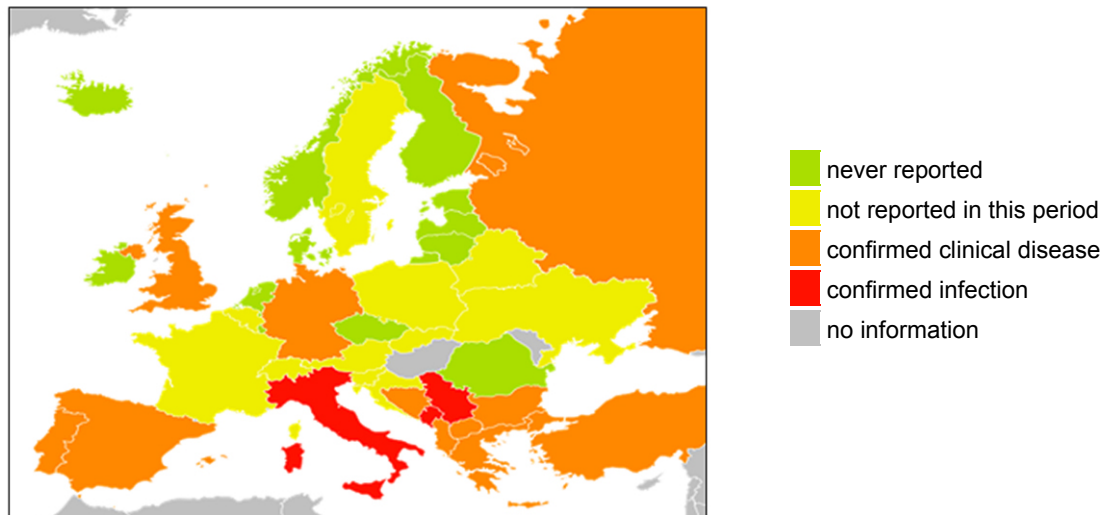 never reported
not reported in this period
confirmed clinical disease
confirmed infection
no information